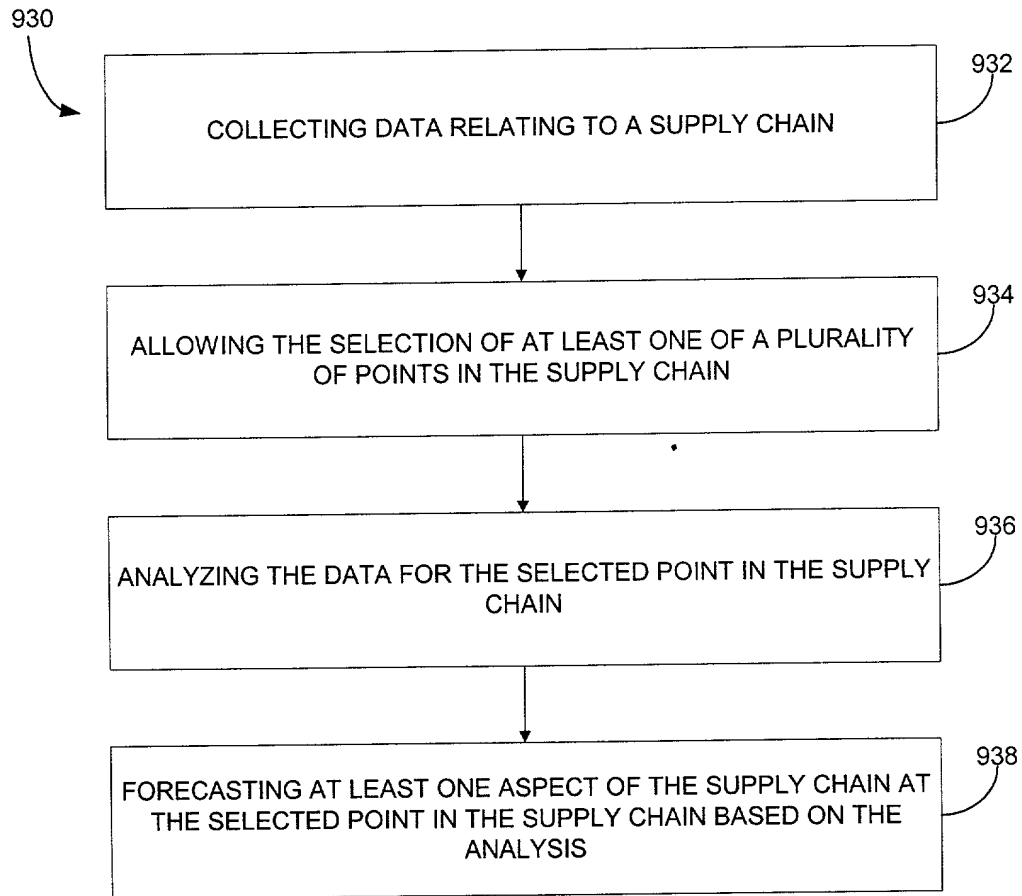 930
932
COLLECTING DATA RELATING TO A SUPPLY CHAIN
934
ALLOWING THE SELECTION OF AT LEAST ONE OF A PLURALITY
OF POINTS IN THE SUPPLY CHAIN
936
ANALYZING THE DATA FOR THE SELECTED POINT IN THE SUPPLY
CHAIN
938
FORECASTING AT LEAST ONE ASPECT OF THE SUPPLY CHAIN AT
THE SELECTED POINT IN THE SUPPLY CHAIN BASED ON THE
ANALYSIS